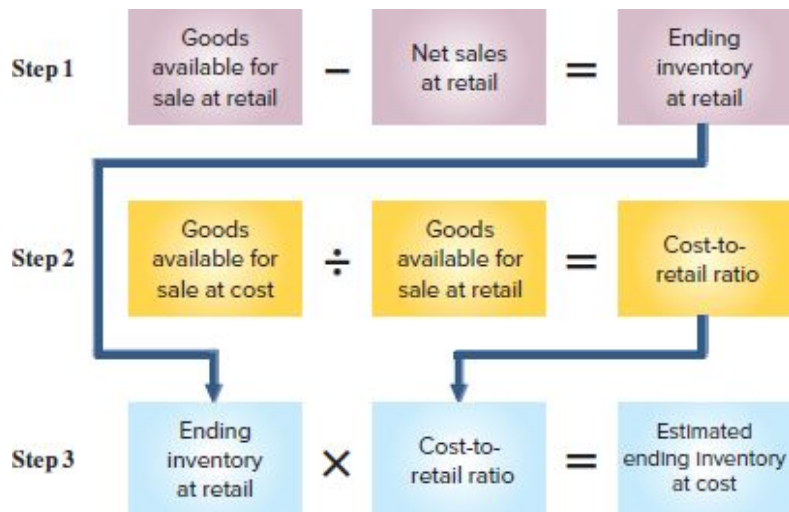 Step 1
Goods
available for
sale at retail
−
Net sales
at retail
=
Ending
inventory
at retail
Step 2
Goods
available for
sale at cost
÷
Goods
available for
sale at retail
=
Cost-to-
retail ratio
Step 3
Ending
inventory
at retail
×
Cost-to-
retail ratio
=
Estimated
ending inventory
at cost